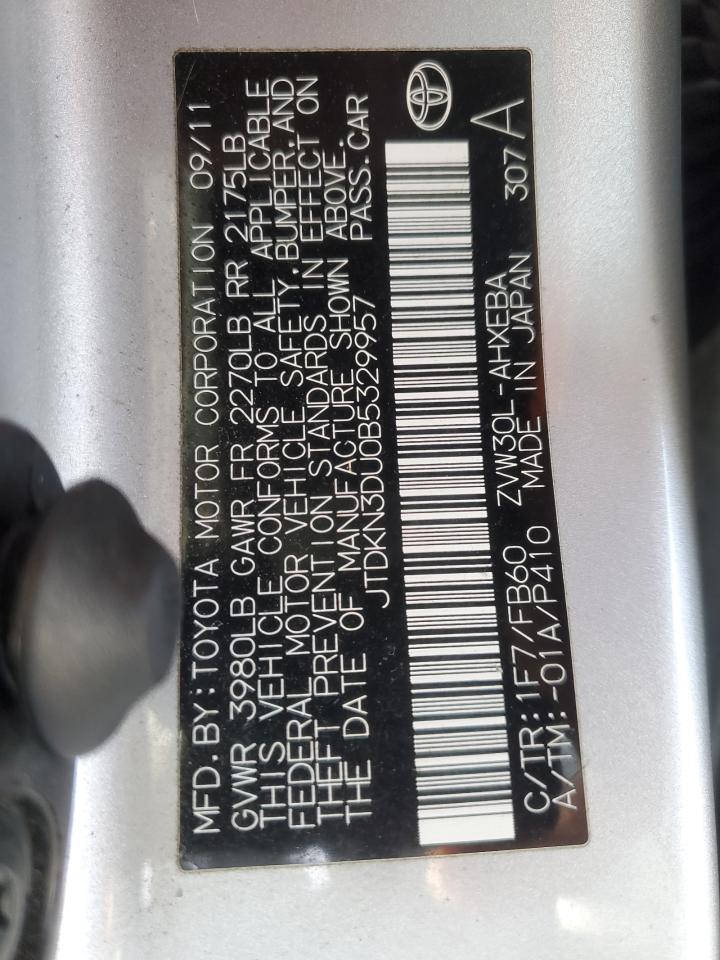 MFD.BY:TOYOTA MOTOR CORPORATION 09/11
GVWR 3980LB GAWR FR 2270LB RR 2175LB
THIS VEHICLE CONFORMS TO ALL APPLICABLE
FEDERAL MOTOR VEHICLE SAFETY.BUMPER.AND
THEFT PREVENTION STANDARDS IN EFFECT ON
THE DATE OF MANUFACTURE SHOWN ABOVE.
JTDKN3DU0B5329957 PASS.CAR
C/TR:1F7/FB60 ZVW30L-AHXEBA 307
A/TM:-01A/P410 MADE IN JAPAN A